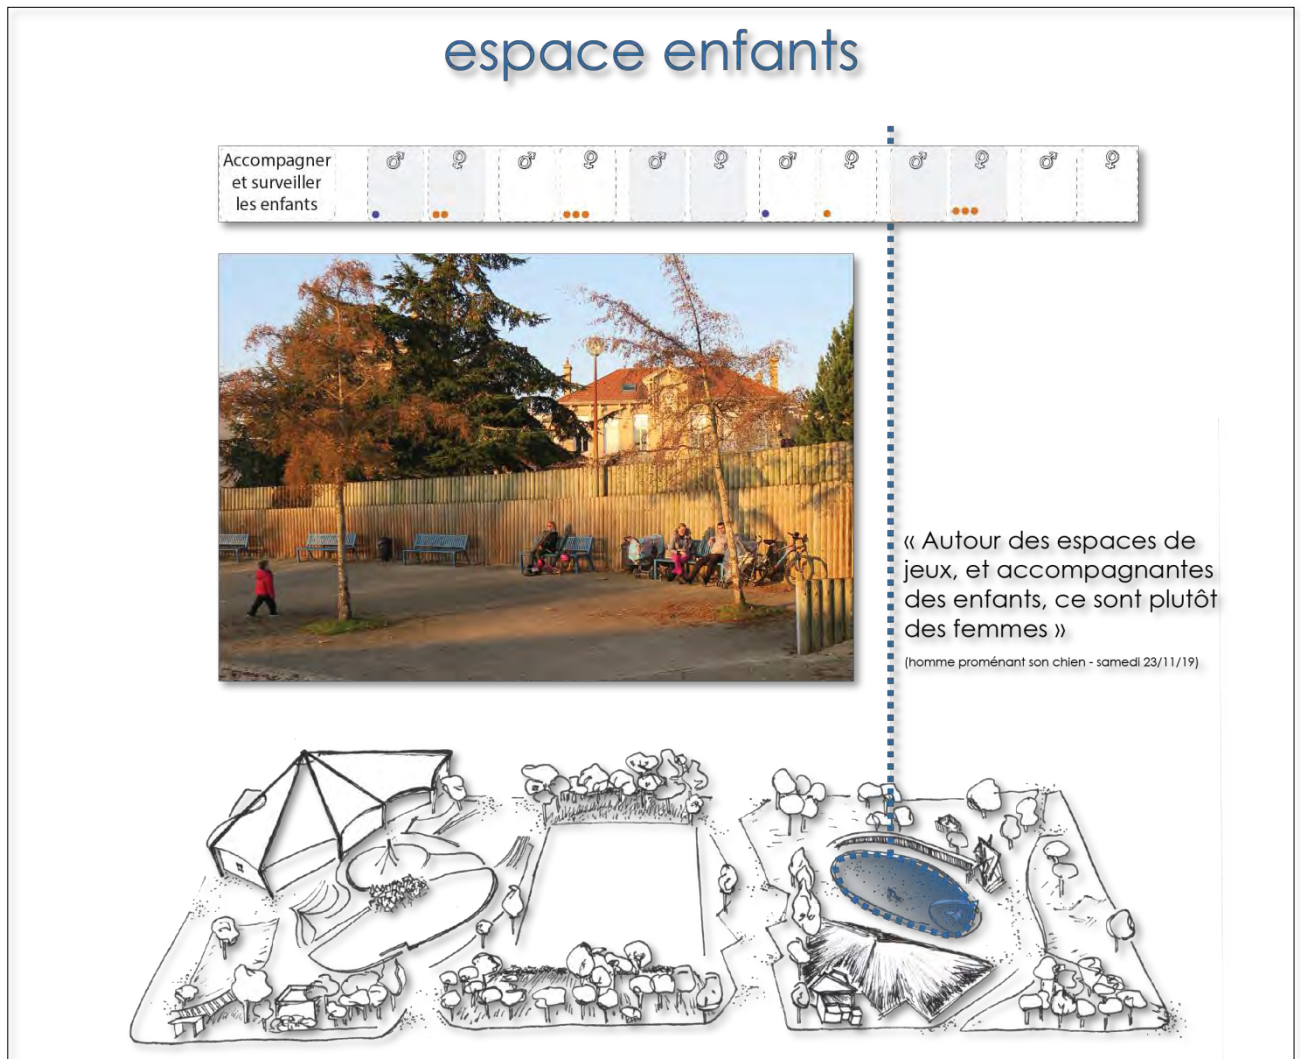 espace enfants
Accompagner
et surveiller
les enfants
♂ ♀ ♂ ♀ ♂ ♀ ♂ ♀ ♂ ♀ ♂ ♀
« Autour des espaces de
jeux, et accompagnantes
des enfants, ce sont plutôt
des femmes »
(homme proménant son chien - samedi 23/11/19)